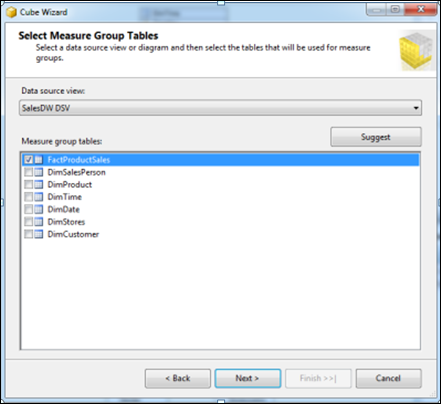 Cube Wizard
Select Measure Group Tables
Select a data source view or diagram and then select the tables that will be used for measure
groups.
Data source view:
SalesDW DSV
Suggest
Measure group tables:
FactProductSales
DimSalesPerson
DimProduct
DimTime
DimDate
DimStores
DimCustomer
< Back
Next >
Finish >>|
Cancel